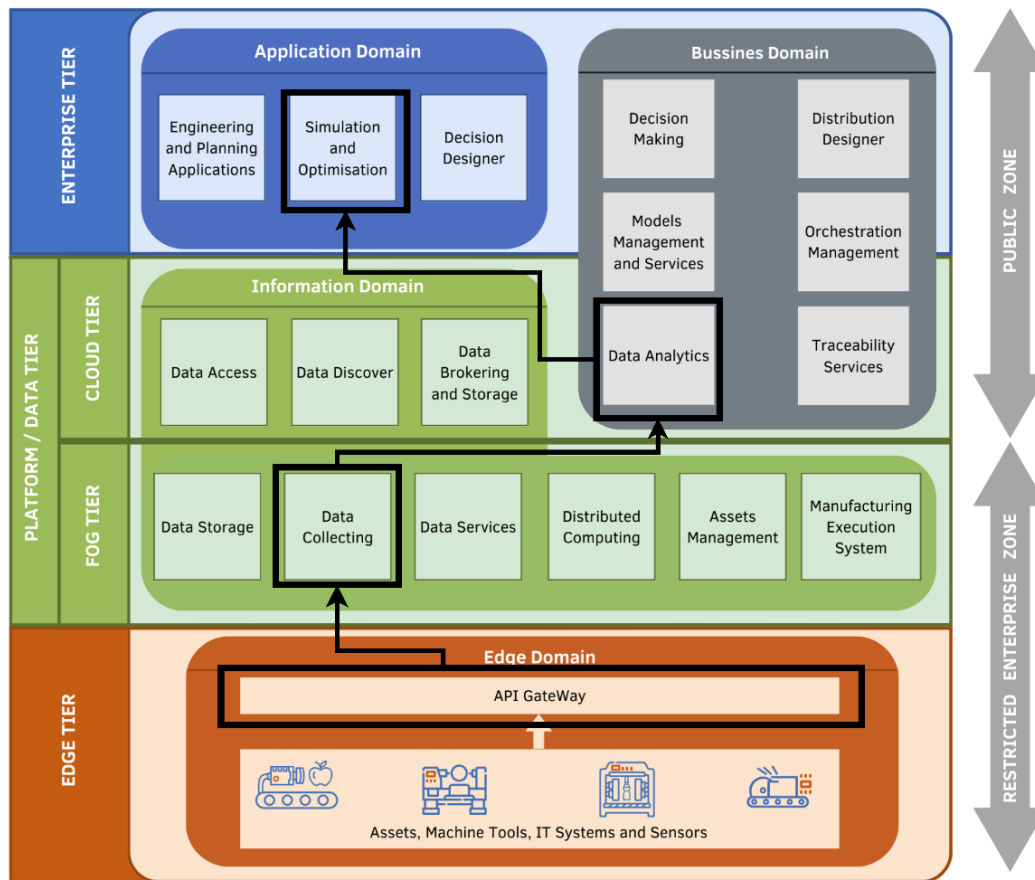 ENTERPRISE TIER
Application Domain
Engineering
and Planning
Applications
Simulation
and
Optimisation
Decision
Designer
Bussines Domain
Decision
Making
Distribution
Designer
Models
Management
and Services
Orchestration
Management
Data Analytics
Traceability
Services
PUBLIC ZONE
PLATFORM / DATA TIER
CLOUD TIER
Information Domain
Data Access
Data Discover
Data
Brokering
and Storage
FOG TIER
Data Storage
Data
Collecting
Data Services
Distributed
Computing
Assets
Management
Manufacturing
Execution
System
RESTRICTED ENTERPRISE ZONE
EDGE TIER
Edge Domain
API GateWay
Assets, Machine Tools, IT Systems and Sensors